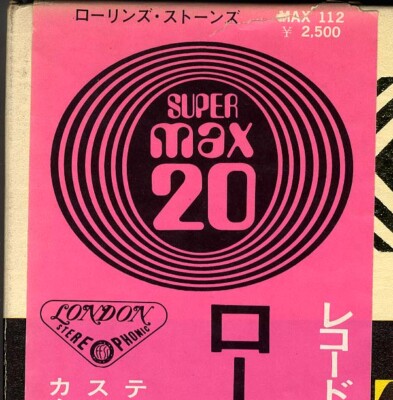 ローリンズ・ストーンズ
MAX 112
¥ 2,500
SUPER
max
20
LONDON
STEREO PHONIC
レコード
ロー
テ
ス
カ